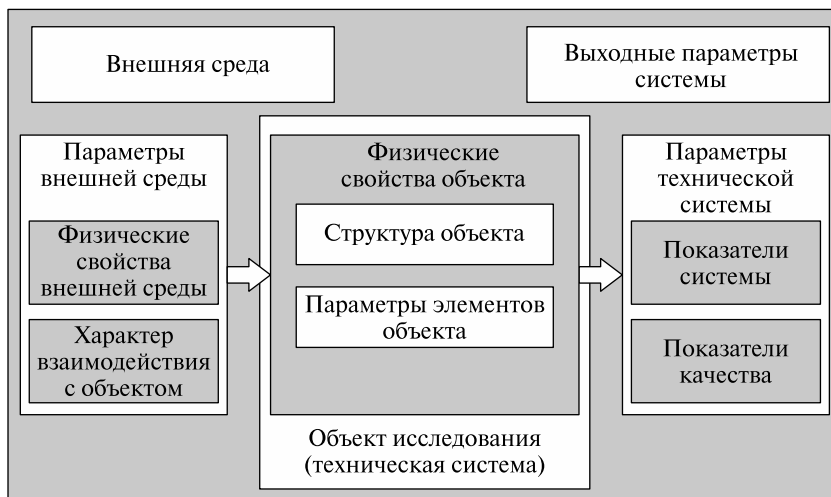 Внешняя среда
Выходные параметры
системы
Параметры
внешней среды
Физические
свойства
внешней среды
Характер
взаимодействия
с объектом
Физические
свойства объекта
Структура объекта
Параметры элементов
объекта
Объект исследования
(техническая система)
Параметры
технической
системы
Показатели
системы
Показатели
качества